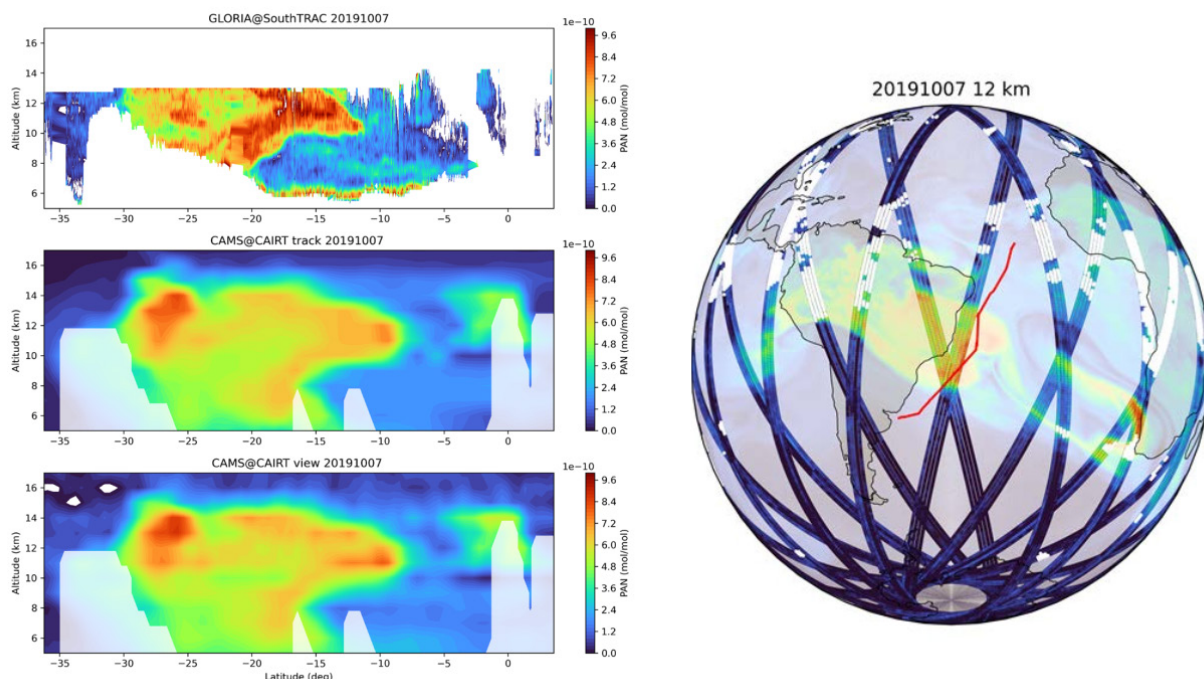 GLORIA@SouthTRAC 20191007
1e−10
16
14
12
10
8
6
Altitude (km)
−35 −30 −25 −20 −15 −10 −5 0
9.6
8.4
7.2
6.0
4.8
3.6
2.4
1.2
0.0
PAN (mol/mol)
CAMS@CAIRT track 20191007
1e−10
16
14
12
10
8
6
Altitude (km)
−35 −30 −25 −20 −15 −10 −5 0
9.6
8.4
7.2
6.0
4.8
3.6
2.4
1.2
0.0
PAN (mol/mol)
CAMS@CAIRT view 20191007
1e−10
16
14
12
10
8
6
Altitude (km)
−35 −30 −25 −20 −15 −10 −5 0
Latitude (deg)
9.6
8.4
7.2
6.0
4.8
3.6
2.4
1.2
0.0
PAN (mol/mol)
20191007 12 km